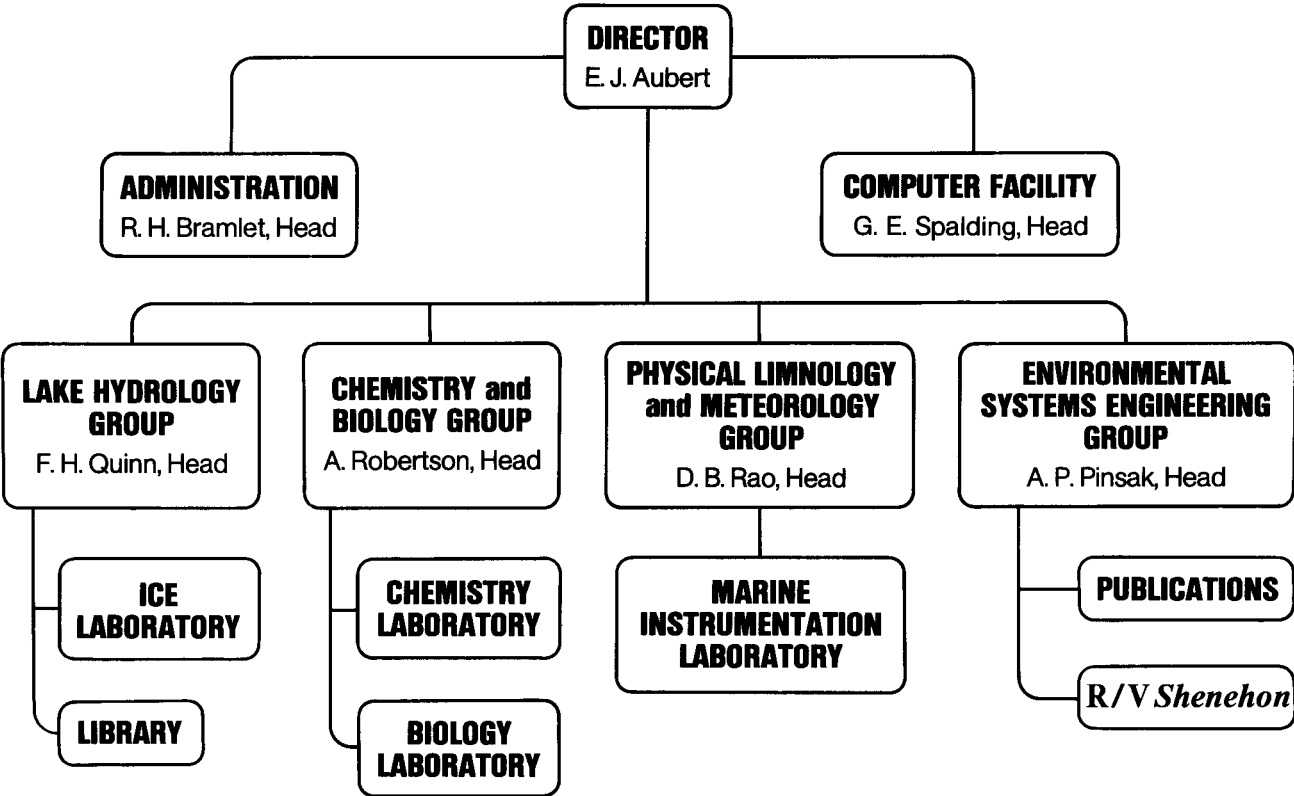 DIRECTOR
E. J. Aubert
ADMINISTRATION
R. H. Bramlet, Head
COMPUTER FACILITY
G. E. Spalding, Head
LAKE HYDROLOGY
GROUP
F. H. Quinn, Head
CHEMISTRY and
BIOLOGY GROUP
A. Robertson, Head
PHYSICAL LIMNOLOGY
and METEOROLOGY
GROUP
D. B. Rao, Head
ENVIRONMENTAL
SYSTEMS ENGINEERING
GROUP
A. P. Pinsak, Head
ICE
LABORATORY
LIBRARY
CHEMISTRY
LABORATORY
BIOLOGY
LABORATORY
MARINE
INSTRUMENTATION
LABORATORY
PUBLICATIONS
R/V Shenehon